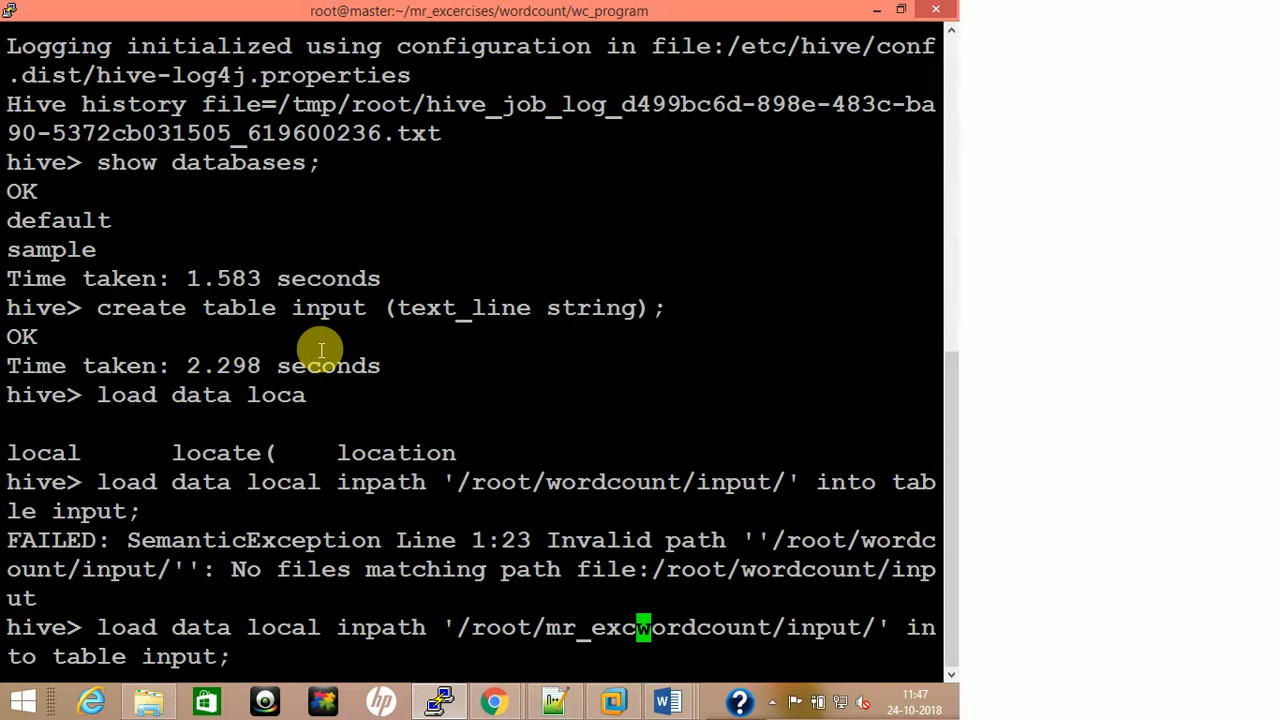 root@master:~/mr_excercises/wordcount/wc_program
Logging initialized using configuration in file:/etc/hive/conf
.dist/hive-log4j.properties
Hive history file=/tmp/root/hive_job_log_d499bc6d-898e-483c-ba
90-5372cb031505_619600236.txt
hive> show databases;
OK
default
sample
Time taken: 1.583 seconds
hive> create table input (text_line string);
OK
Time taken: 2.298 seconds
hive> load data loca
local locate( location
hive> load data local inpath '/root/wordcount/input/' into tab
le input;
FAILED: SemanticException Line 1:23 Invalid path ''/root/wordc
ount/input/'': No files matching path file:/root/wordcount/inp
ut
hive> load data local inpath '/root/mr_excwordcount/input/' in
to table input;
hp
11:47
24-10-2018